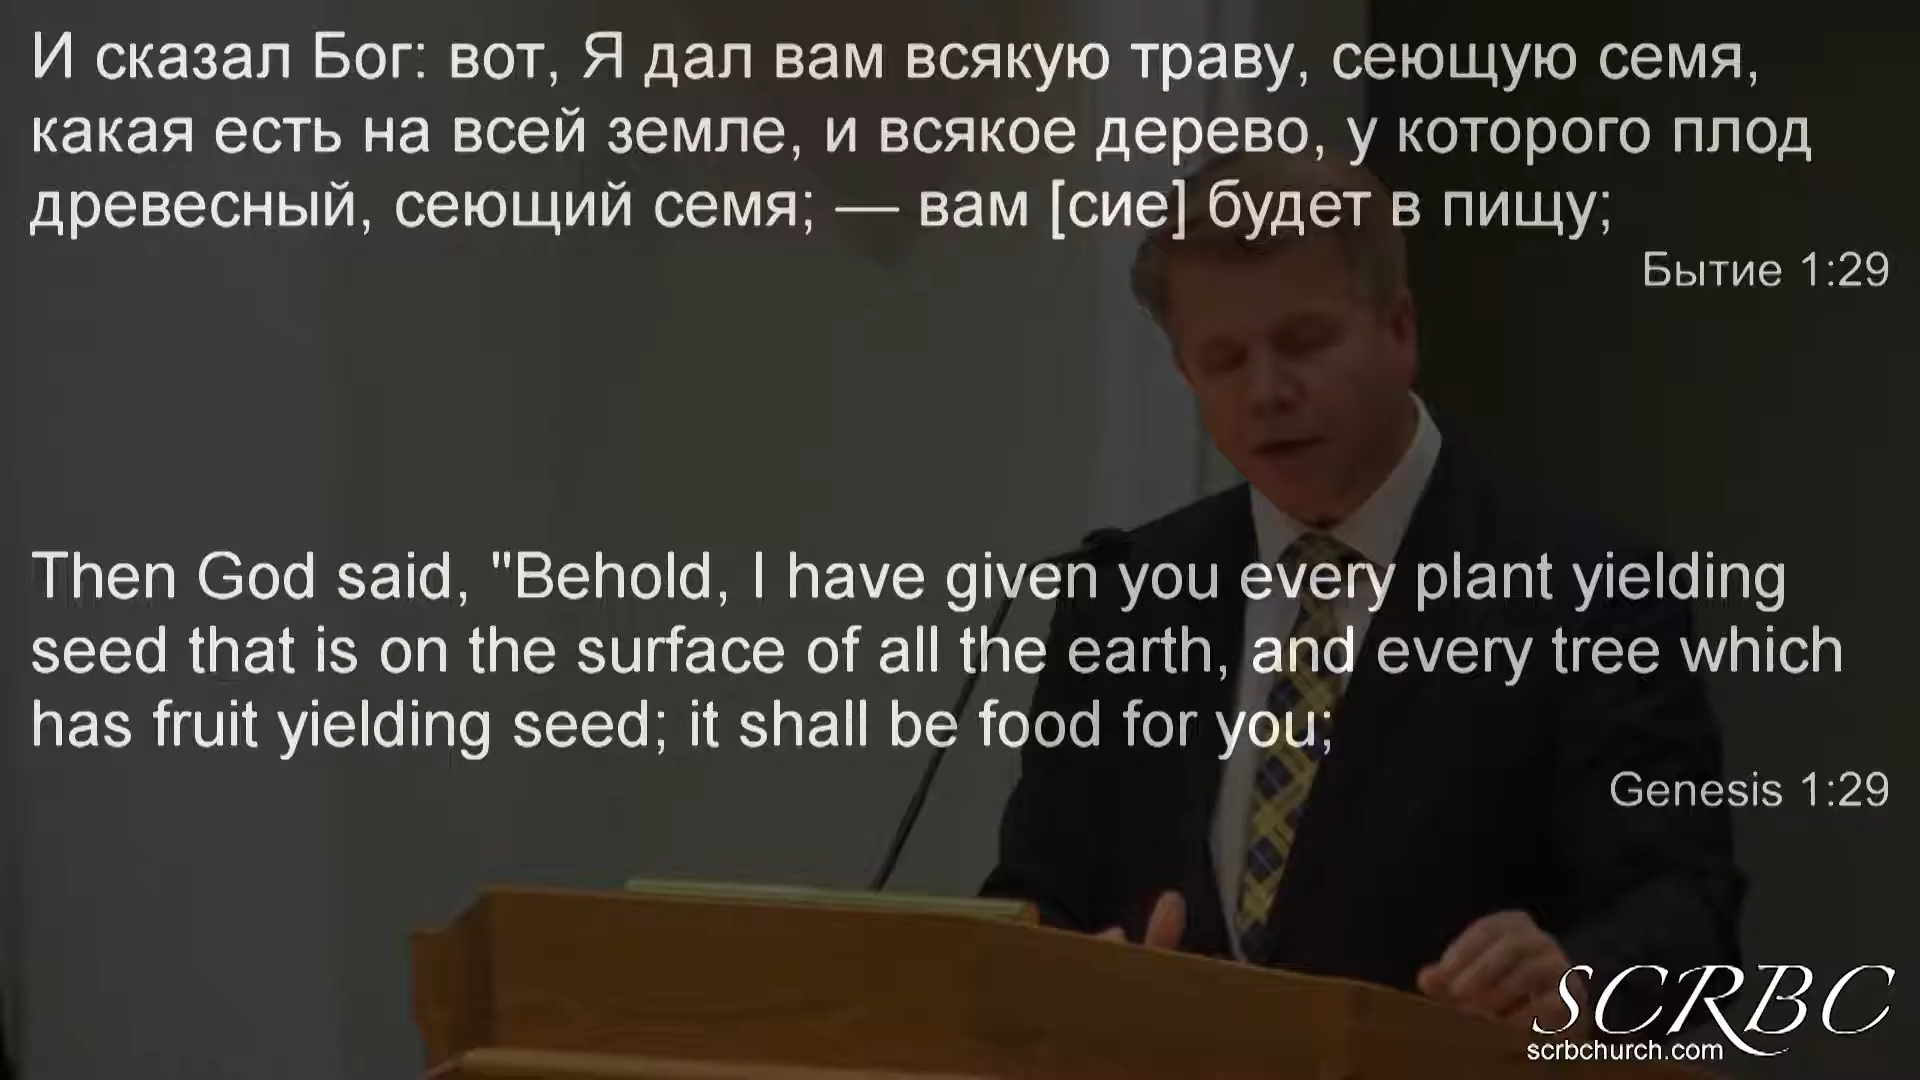 И сказал Бог: вот, Я дал вам всякую траву, сеющую семя,
какая есть на всей земле, и всякое дерево, у которого плод
древесный, сеющий семя; — вам [сие] будет в пищу;
Бытие 1:29
Then God said, "Behold, I have given you every plant yielding
seed that is on the surface of all the earth, and every tree which
has fruit yielding seed; it shall be food for you;
Genesis 1:29
SCRBC
scrbchurch.com